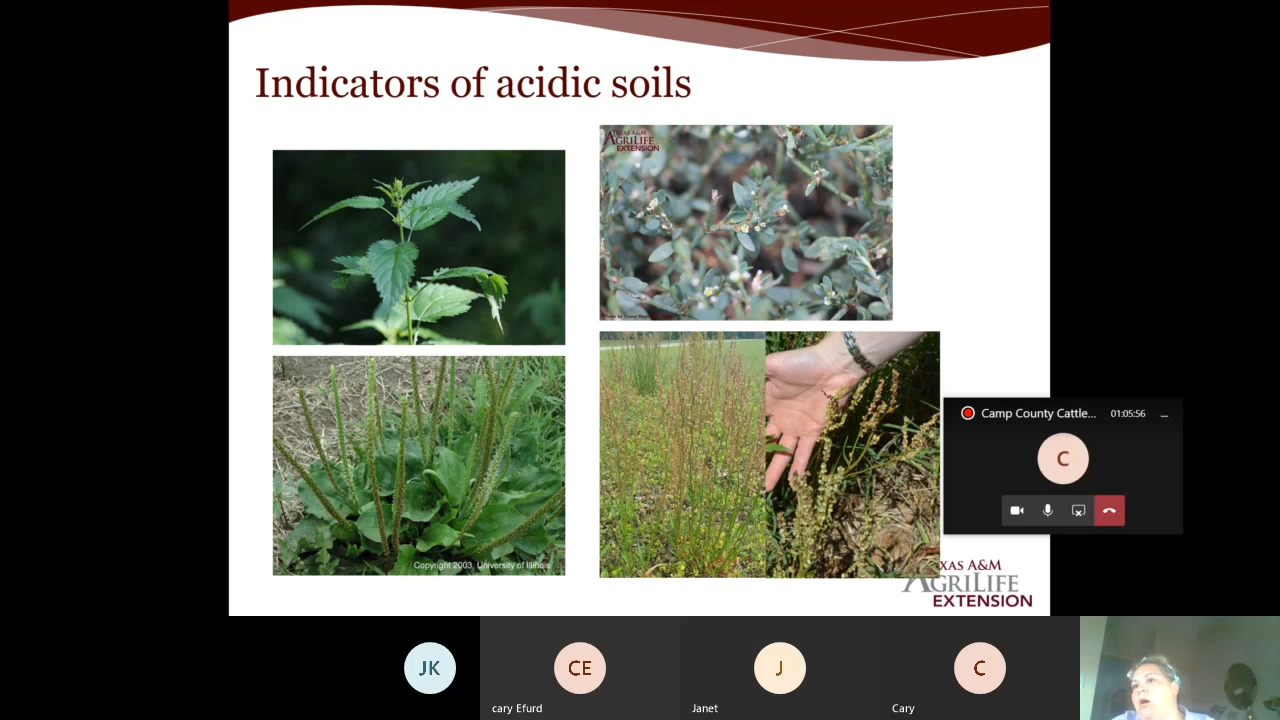 Indicators of acidic soils
TEXAS A&M
AGRILIFE
EXTENSION
Copyright 2003, University of Illinois
Camp County Cattle...
01:05:56
C
XAS A&M
AGRILIFE
EXTENSION
JK
CE
J
C
cary Efurd
Janet
Cary